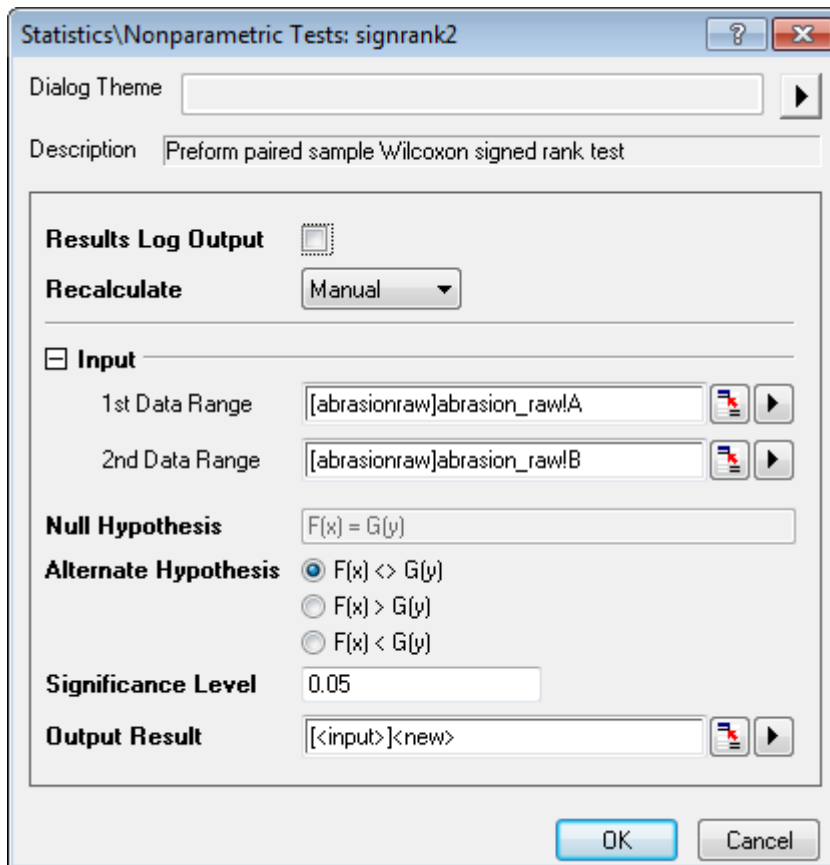 Statistics\Nonparametric Tests: signrank2
Dialog Theme
Description Preform paired sample Wilcoxon signed rank test
Results Log Output
Recalculate Manual
Input
1st Data Range [abrasionraw]abrasion_raw!A
2nd Data Range [abrasionraw]abrasion_raw!B
Null Hypothesis F(x) = G(y)
Alternate Hypothesis F(x) <> G(y)
F(x) > G(y)
F(x) < G(y)
Significance Level 0.05
Output Result [<input>]<new>
OK Cancel